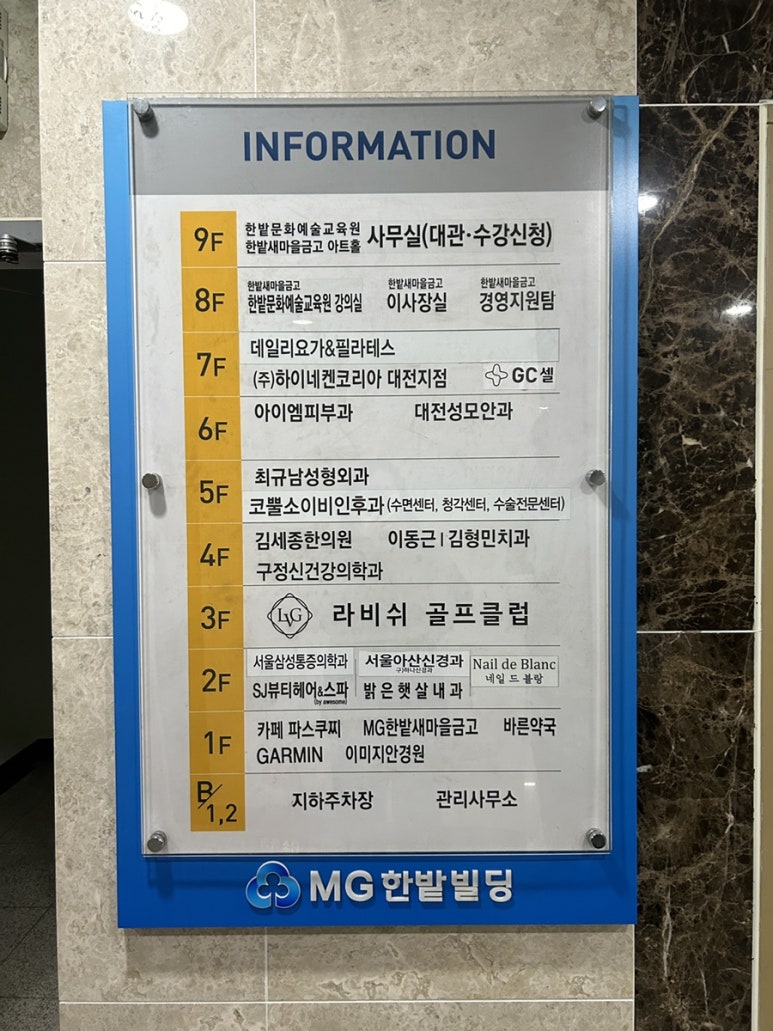 INFORMATION
9F 한밭문화예술교육원 한밭새마을금고 아트홀 사무실(대관·수강신청)
8F 한밭새마을금고 한밭문화예술교육원 강의실 한밭새마을금고 이사장실 한밭새마을금고 경영지원탐
7F 데일리요가&필라테스
(주)하이네켄코리아 대전지점 GC셀
6F 아이엠피부과 대전성모안과
5F 최규남성형외과
코뿔소이비인후과 (수면센터, 청각센터, 수술전문센터)
4F 김세종한의원 이동근 | 김형민치과
구정신건강의학과
3F LVG 라비쉬 골프클럽
2F 서울삼성통증의학과 서울아산신경과 구)하나신경과 Nail de Blanc 네일 드 블랑
SJ뷰티헤어&스파 (by awesome) 밝은햇살내과
1F 카페 파스쿠찌 MG한밭새마을금고 바른약국
GARMIN 이미지안경원
B/1,2 지하주차장 관리사무소
MG한밭빌딩